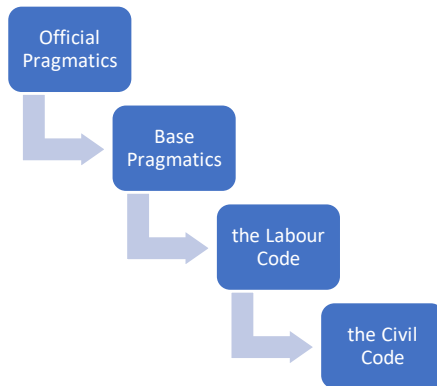 Official
Pragmatics
Base
Pragmatics
the Labour
Code
the Civil
Code